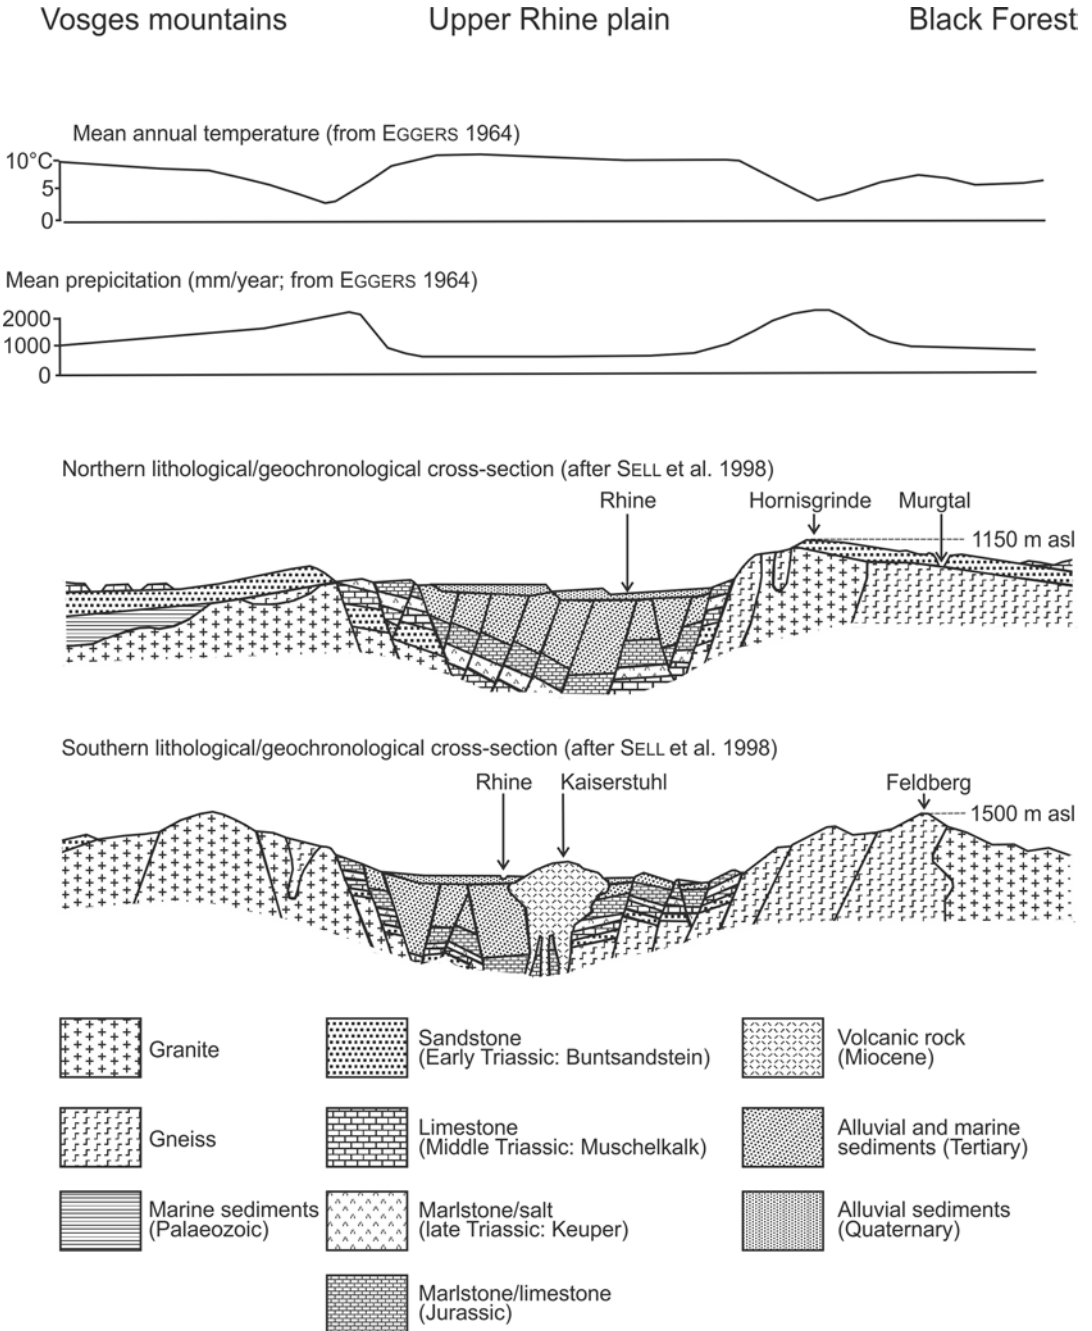 Vosges mountains Upper Rhine plain Black Forest
Mean annual temperature (from EGGERS 1964)
10°C
5
0
Mean prepicitation (mm/year; from EGGERS 1964)
2000
1000
0
Northern lithological/geochronological cross-section (after SELL et al. 1998)
Rhine Hornisgrinde Murgtal
1150 m asl
Southern lithological/geochronological cross-section (after SELL et al. 1998)
Rhine Kaiserstuhl Feldberg
1500 m asl
Granite
Sandstone
(Early Triassic: Buntsandstein)
Volcanic rock
(Miocene)
Gneiss
Limestone
(Middle Triassic: Muschelkalk)
Alluvial and marine
sediments (Tertiary)
Marine sediments
(Palaeozoic)
Marlstone/salt
(late Triassic: Keuper)
Alluvial sediments
(Quaternary)
Marlstone/limestone
(Jurassic)